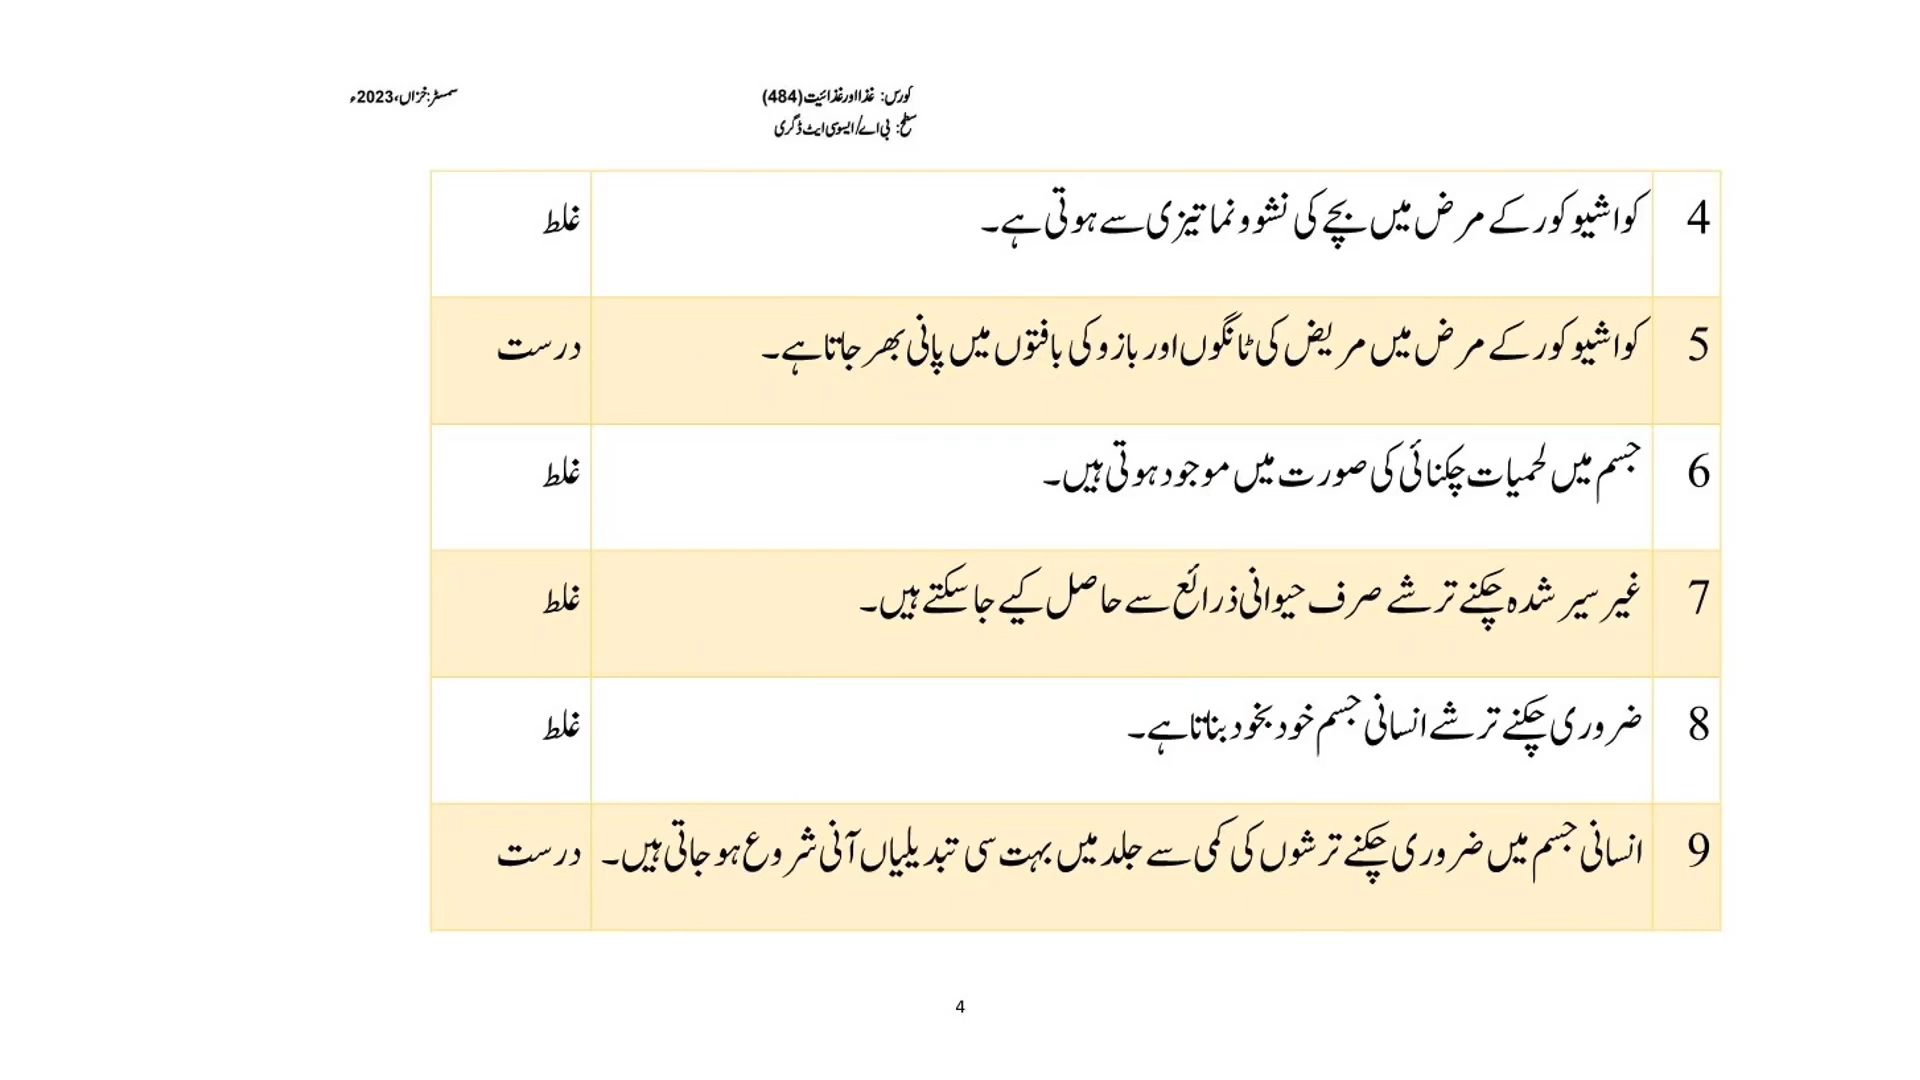 کورس: غذا اور غذائیت (484) سمسٹر: خزاں، 2023ء
سطح: بی اے/ ایسوسی ایٹ ڈگری
4 کواشیوکور کے مرض میں بچے کی نشوونما تیزی سے ہوتی ہے۔ غلط
5 کواشیوکور کے مرض میں مریض کی ٹانگوں اور بازو کی بافتوں میں پانی بھر جاتا ہے۔ درست
6 جسم میں لحمیات چکنائی کی صورت میں موجود ہوتی ہیں۔ غلط
7 غیر سیر شدہ چکنے ترشے صرف حیوانی ذرائع سے حاصل کیے جا سکتے ہیں۔ غلط
8 ضروری چکنے ترشے انسانی جسم خود بخود بناتا ہے۔ غلط
9 انسانی جسم میں ضروری چکنے ترشوں کی کمی سے جلد میں بہت سی تبدیلیاں آنی شروع ہو جاتی ہیں۔ درست
4